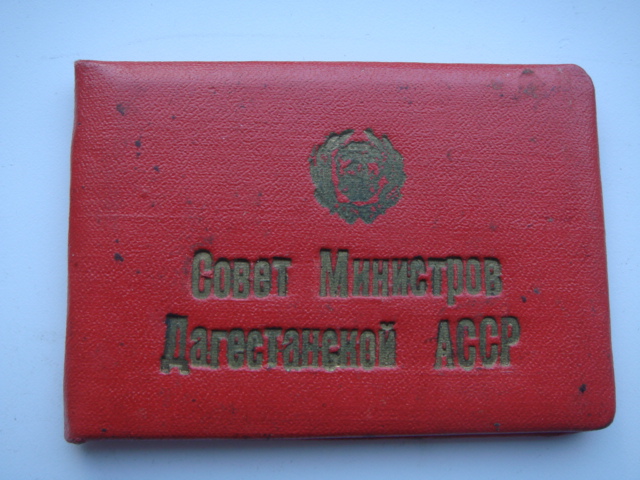 Совет Министров
Дагестанской АССР